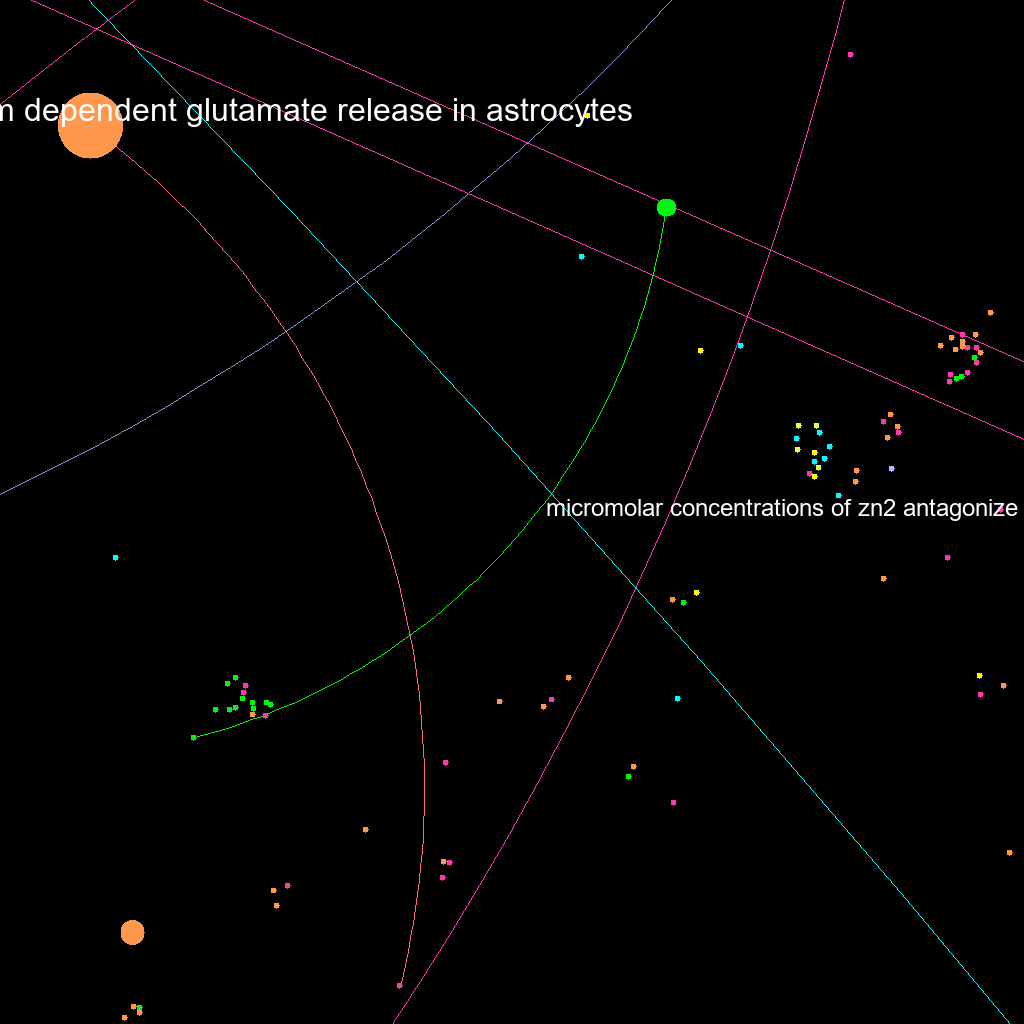 dependent glutamate release in astrocytes
micromolar concentrations of zn2 antagonize